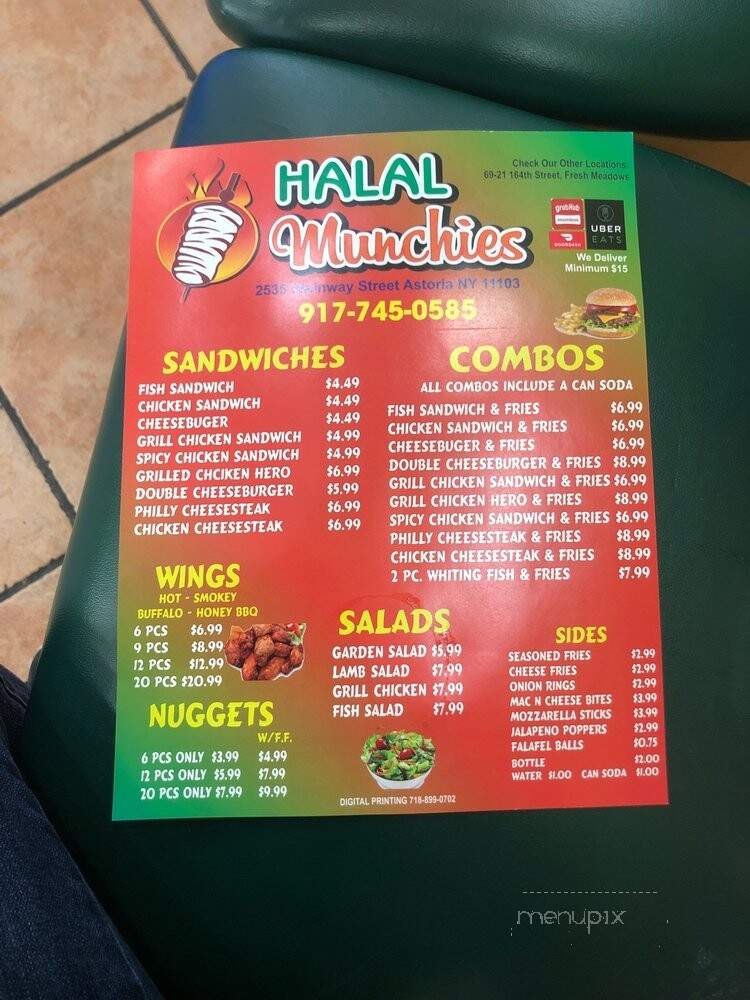 HALAL
Munchies
Check Our Other Locations:
69-21 164th Street, Fresh Meadows
grubHub
seamless
DOORDASH
UBER
EATS
We Deliver
Minimum $15
2535 Street Astoria NY 11103
917-745-0585
SANDWICHES
FISH SANDWICH $4.49
CHICKEN SANDWICH $4.49
CHEESEBUGER $4.49
GRILL CHICKEN SANDWICH $4.99
SPICY CHICKEN SANDWICH $4.99
GRILLED CHCIKEN HERO $6.99
DOUBLE CHEESEBURGER $5.99
PHILLY CHEESESTEAK $6.99
CHICKEN CHEESESTEAK $6.99
COMBOS
ALL COMBOS INCLUDE A CAN SODA
FISH SANDWICH & FRIES $6.99
CHICKEN SANDWICH & FRIES $6.99
CHEESEBUGER & FRIES $6.99
DOUBLE CHEESEBURGER & FRIES $8.99
GRILL CHICKEN SANDWICH & FRIES $6.99
GRILL CHICKEN HERO & FRIES $8.99
SPICY CHICKEN SANDWICH & FRIES $6.99
PHILLY CHEESESTEAK & FRIES $8.99
CHICKEN CHEESESTEAK & FRIES $8.99
2 PC. WHITING FISH & FRIES $7.99
WINGS
HOT - SMOKEY
BUFFALO - HONEY BBQ
6 PCS $6.99
9 PCS $8.99
12 PCS $12.99
20 PCS $20.99
NUGGETS
W/F.F.
6 PCS ONLY $3.99 $4.99
12 PCS ONLY $5.99 $7.99
20 PCS ONLY $7.99 $9.99
SALADS
GARDEN SALAD $5.99
LAMB SALAD $7.99
GRILL CHICKEN $7.99
FISH SALAD $7.99
SIDES
SEASONED FRIES $2.99
CHEESE FRIES $2.99
ONION RINGS $2.99
MAC N CHEESE BITES $3.99
MOZZARELLA STICKS $3.99
JALAPENO POPPERS $2.99
FALAFEL BALLS $0.75
BOTTLE $2.00
WATER $1.00 CAN SODA $1.00
DIGITAL PRINTING 718-899-0702
menupix